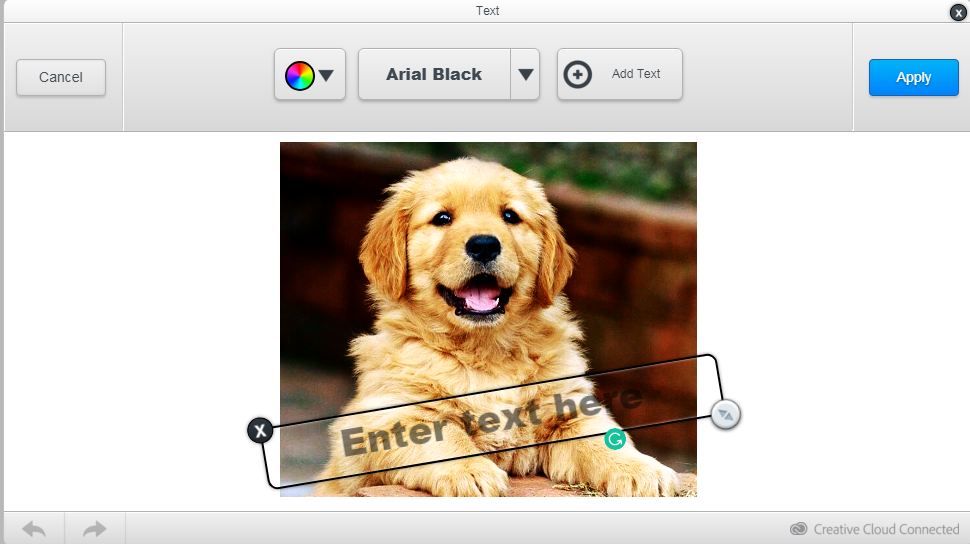 Text
X
Cancel
Arial Black
Add Text
Apply
Enter text here
X
Creative Cloud Connected